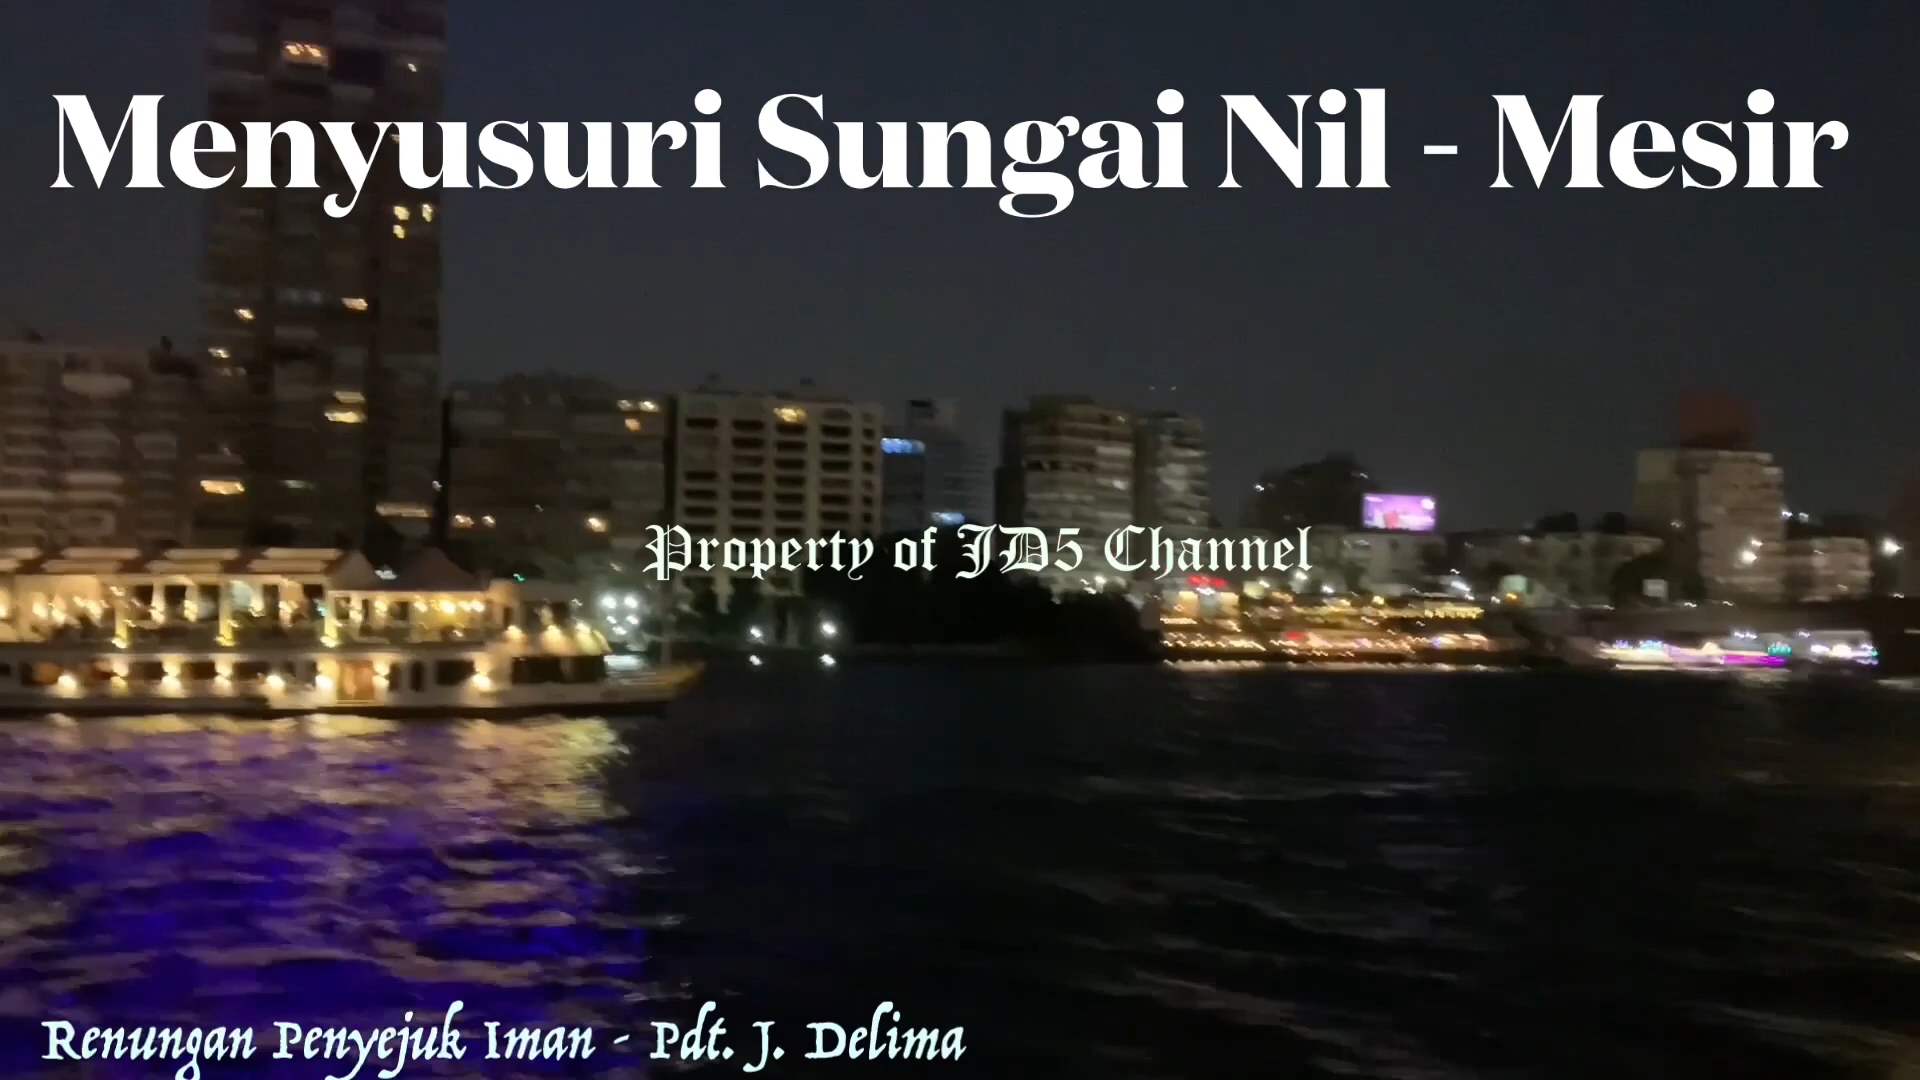 Menyusuri Sungai Nil - Mesir
Property of JD5 Channel
Renungan Penyejuk Iman - Pdt. J. Delima